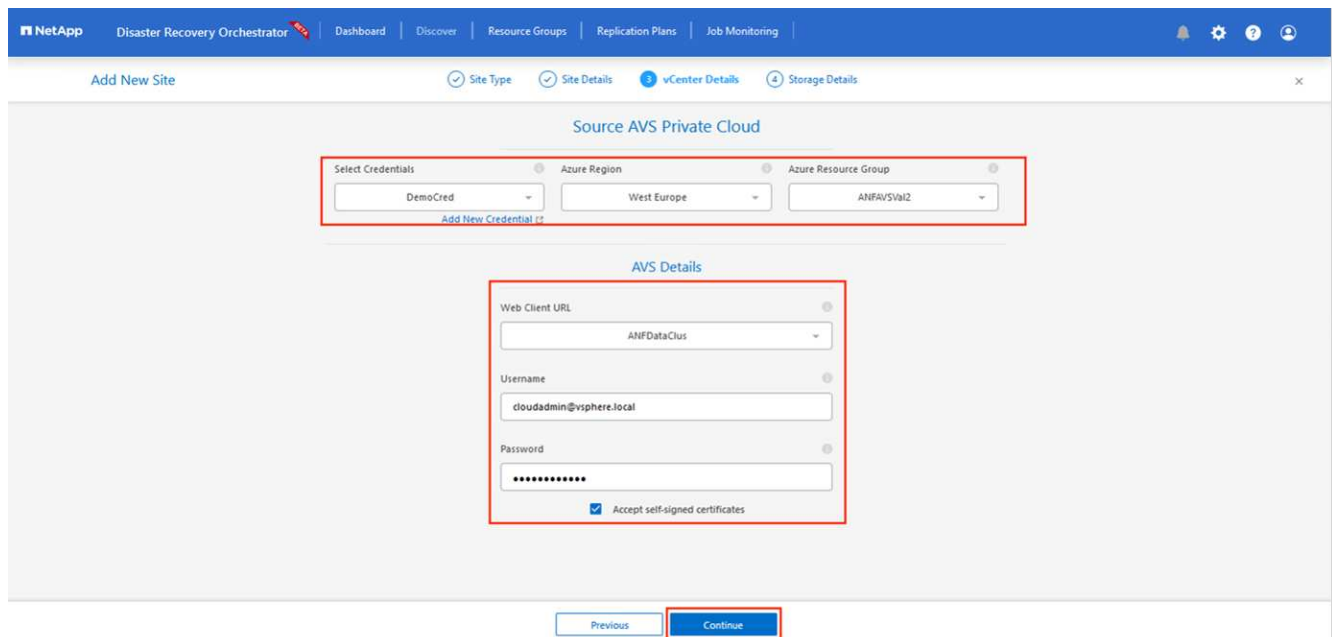 NetApp Disaster Recovery Orchestrator BETA Dashboard Discover Resource Groups Replication Plans Job Monitoring
Add New Site Site Type Site Details 3 vCenter Details 4 Storage Details
Source AVS Private Cloud
Select Credentials Azure Region Azure Resource Group
DemoCred West Europe ANFAVSVal2
Add New Credential
AVS Details
Web Client URL
ANFDataClus
Username
cloudadmin@vsphere.local
Password
Accept self-signed certificates
Previous Continue